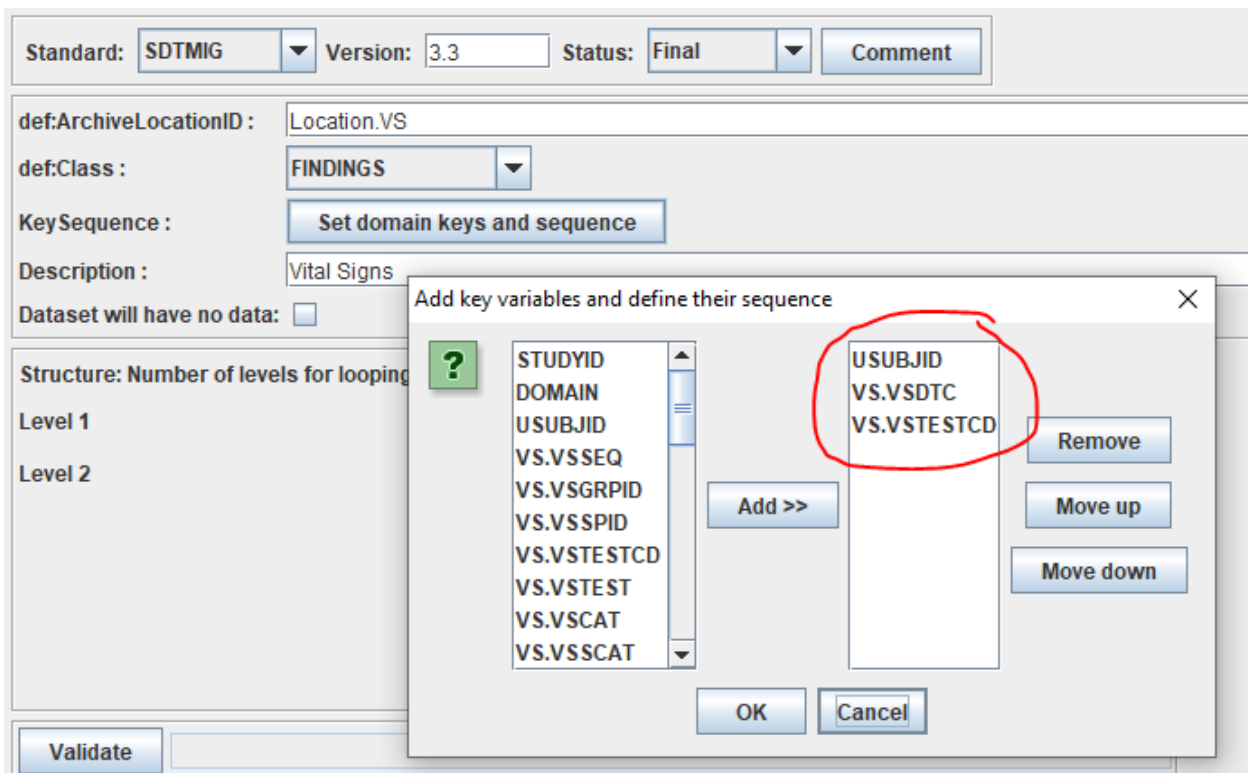 Standard: SDTMIG Version: 3.3 Status: Final Comment
def:ArchiveLocationID : Location.VS
def:Class : FINDINGS
KeySequence : Set domain keys and sequence
Description : Vital Signs
Dataset will have no data:
Structure: Number of levels for looping
Level 1
Level 2
Validate
Add key variables and define their sequence
?
STUDYID
DOMAIN
USUBJID
VS.VSSEQ
VS.VSGRPID
VS.VSSPID
VS.VSTESTCD
VS.VSTEST
VS.VSCAT
VS.VSSCAT
Add >>
USUBJID
VS.VSDTC
VS.VSTESTCD
Remove
Move up
Move down
OK Cancel